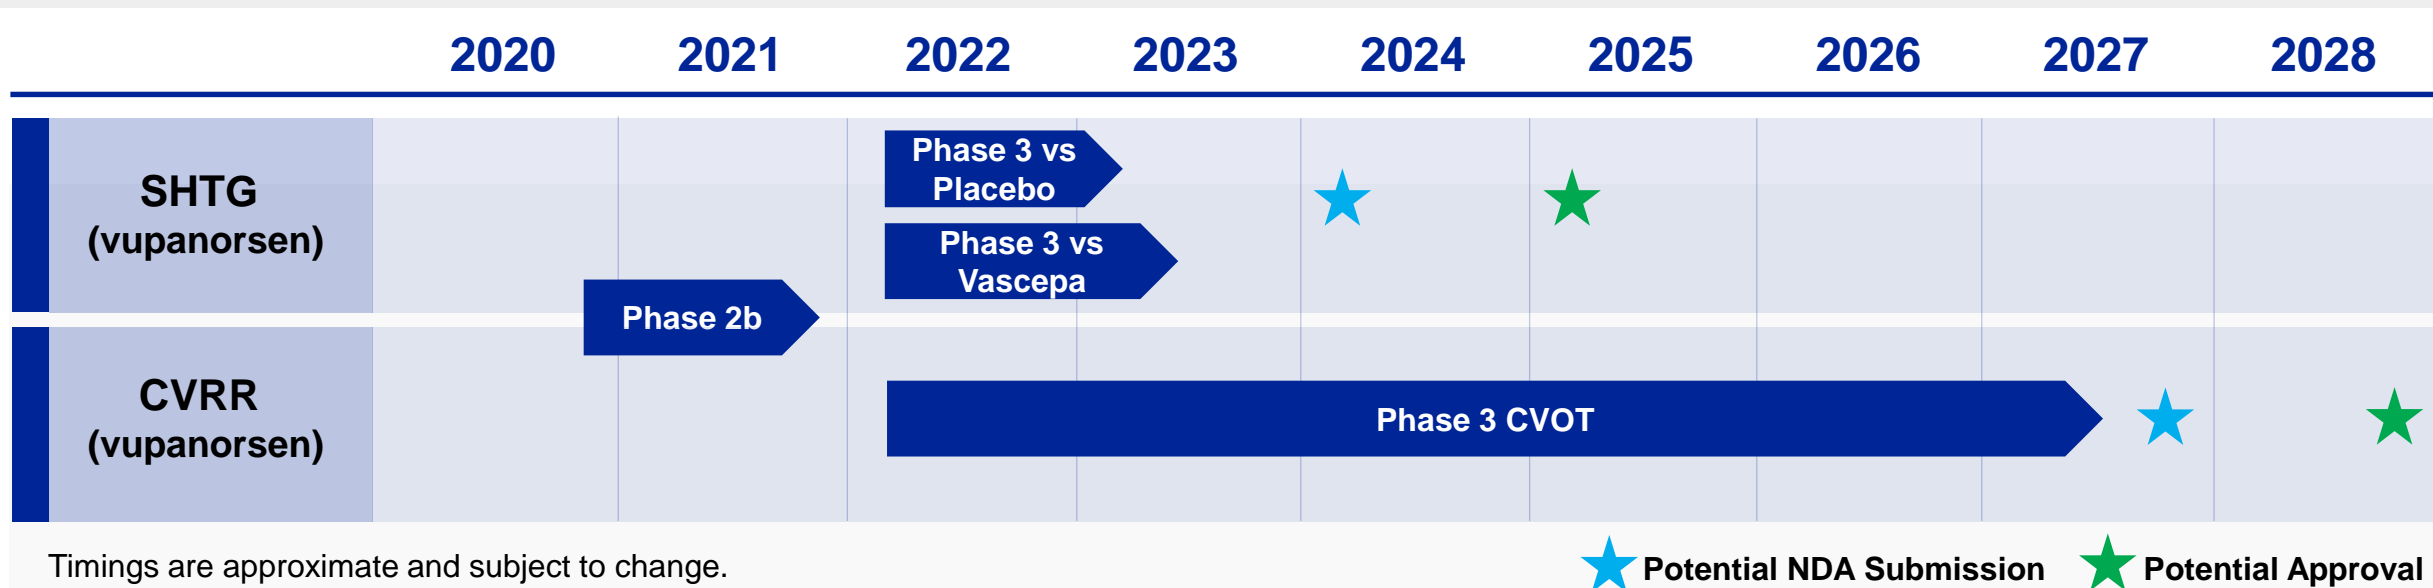 2020 2021 2022 2023 2024 2025 2026 2027 2028
SHTG
(vupanorsen)
Phase 3 vs
Placebo
Phase 3 vs
Vascepa
Phase 2b
CVRR
(vupanorsen)
Phase 3 CVOT
Timings are approximate and subject to change.
Potential NDA Submission
Potential Approval